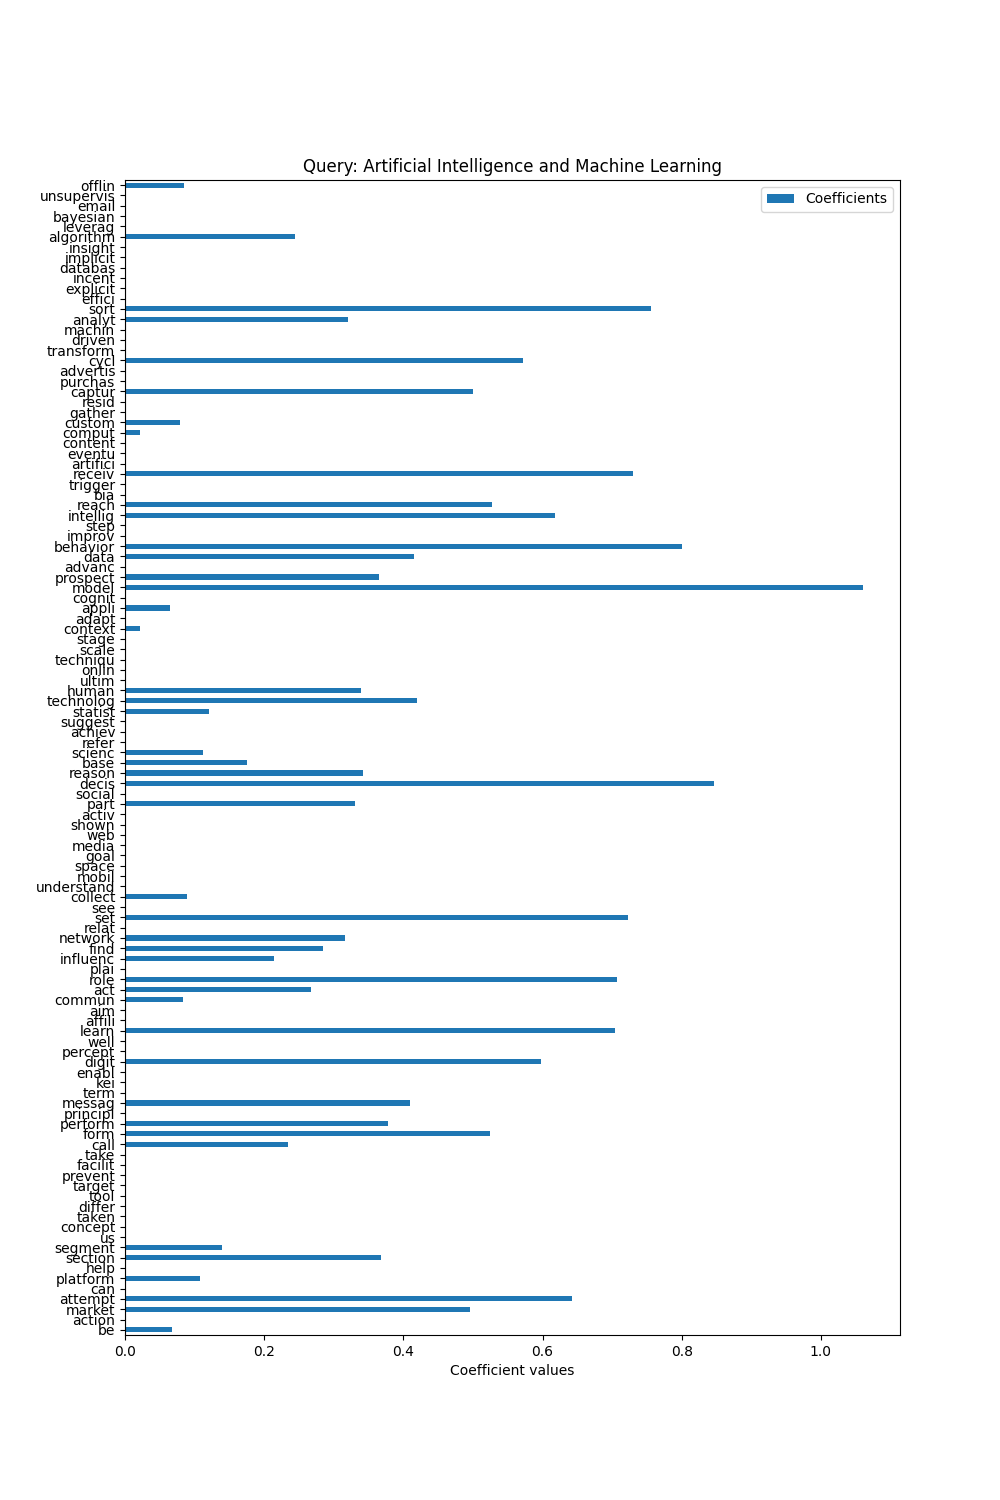 Query: Artificial Intelligence and Machine Learning
Coefficients
offlin
unsupervis
email
bayesian
leverag
algorithm
insight
implicit
databas
incent
explicit
effici
sort
analyt
machin
driven
transform
cycl
advertis
purchas
captur
resid
gather
custom
comput
content
eventu
artifici
receiv
trigger
bia
reach
intellig
step
improv
behavior
data
advanc
prospect
model
cognit
appli
adapt
context
stage
scale
techniqu
onlin
ultim
human
technolog
statist
suggest
achiev
refer
scienc
base
reason
decis
social
part
activ
shown
web
media
goal
space
mobil
understand
collect
see
set
relat
network
find
influenc
plai
role
act
commun
aim
affili
learn
well
percept
digit
enabl
kei
term
messag
principl
perform
form
call
take
facilit
prevent
target
tool
differ
taken
concept
us
segment
section
help
platform
can
attempt
market
action
be
0.0 0.2 0.4 0.6 0.8 1.0
Coefficient values